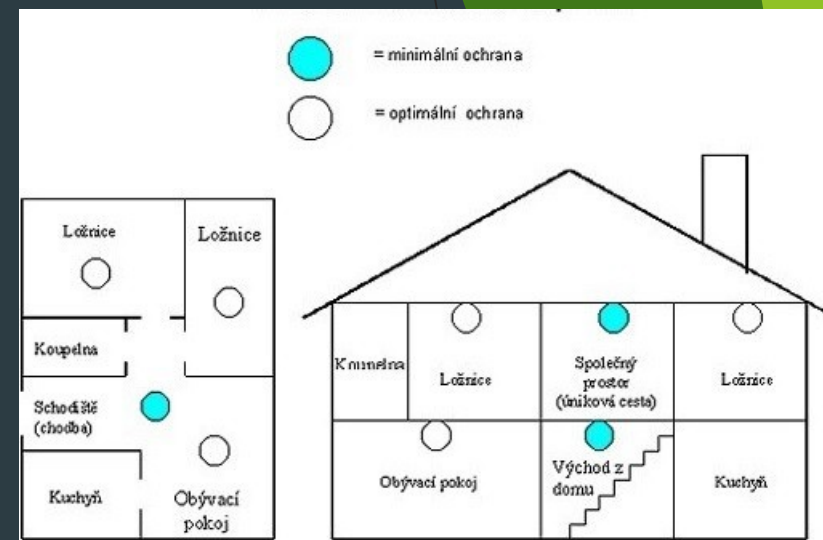 = minimální ochrana
= optimální ochrana
Ložnice
Ložnice
Koupelna
Schodiště
(chodba)
Kuchyň
Obývací
pokoj
Koupelna
Ložnice
Společný
prostor
(úniková cesta)
Ložnice
Obývací pokoj
Východ z
domu
Kuchyň